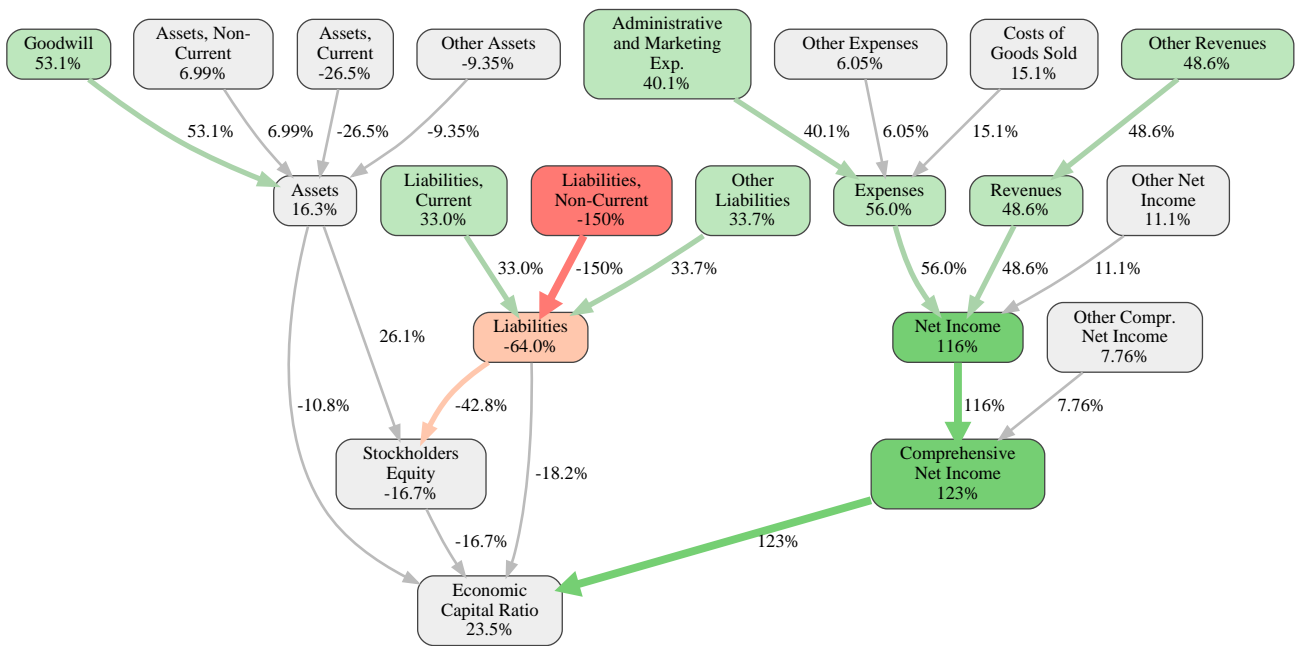 Goodwill
53.1%
Assets, Non-
Current
6.99%
Assets,
Current
-26.5%
Other Assets
-9.35%
Administrative
and Marketing
Exp.
40.1%
Other Expenses
6.05%
Costs of
Goods Sold
15.1%
Other Revenues
48.6%
53.1%
6.99%
-26.5%
-9.35%
40.1%
6.05%
15.1%
48.6%
Assets
16.3%
Liabilities,
Current
33.0%
Liabilities,
Non-Current
-150%
Other
Liabilities
33.7%
Expenses
56.0%
Revenues
48.6%
Other Net
Income
11.1%
33.0%
-150%
33.7%
56.0%
48.6%
11.1%
Liabilities
-64.0%
Net Income
116%
Other Compr.
Net Income
7.76%
26.1%
-10.8%
-42.8%
116%
7.76%
Stockholders
Equity
-16.7%
-18.2%
Comprehensive
Net Income
123%
-16.7%
123%
Economic
Capital Ratio
23.5%